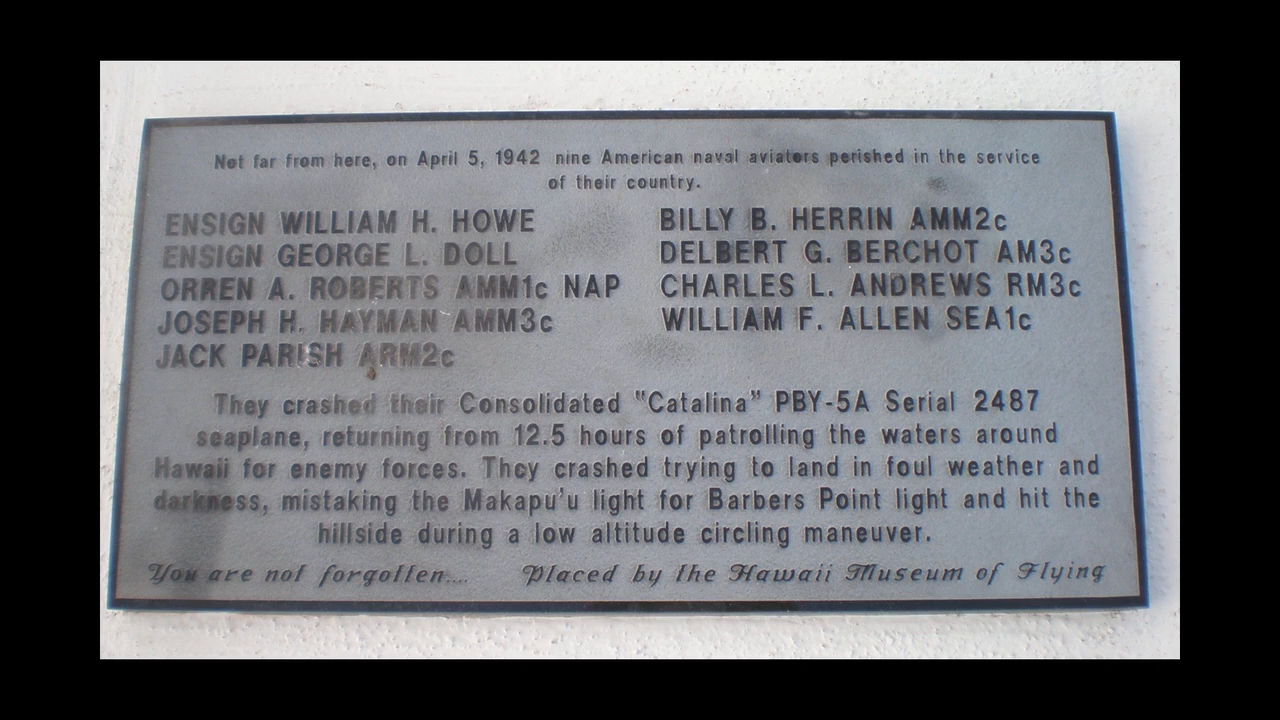 Not far from here, on April 5, 1942 nine American naval aviators perished in the service
of their country.
ENSIGN WILLIAM H. HOWE
ENSIGN GEORGE L. DOLL
ORREN A. ROBERTS AMM1c NAP
JOSEPH H. HAYMAN AMM3c
JACK PARISH ARM2c
BILLY B. HERRIN AMM2c
DELBERT G. BERCHOT AM3c
CHARLES L. ANDREWS RM3c
WILLIAM F. ALLEN SEA1c
They crashed their Consolidated "Catalina" PBY-5A Serial 2487
seaplane, returning from 12.5 hours of patrolling the waters around
Hawaii for enemy forces. They crashed trying to land in foul weather and
darkness, mistaking the Makapu'u light for Barbers Point light and hit the
hillside during a low altitude circling maneuver.
You are not forgotten.... Placed by the Hawaii Museum of Flying